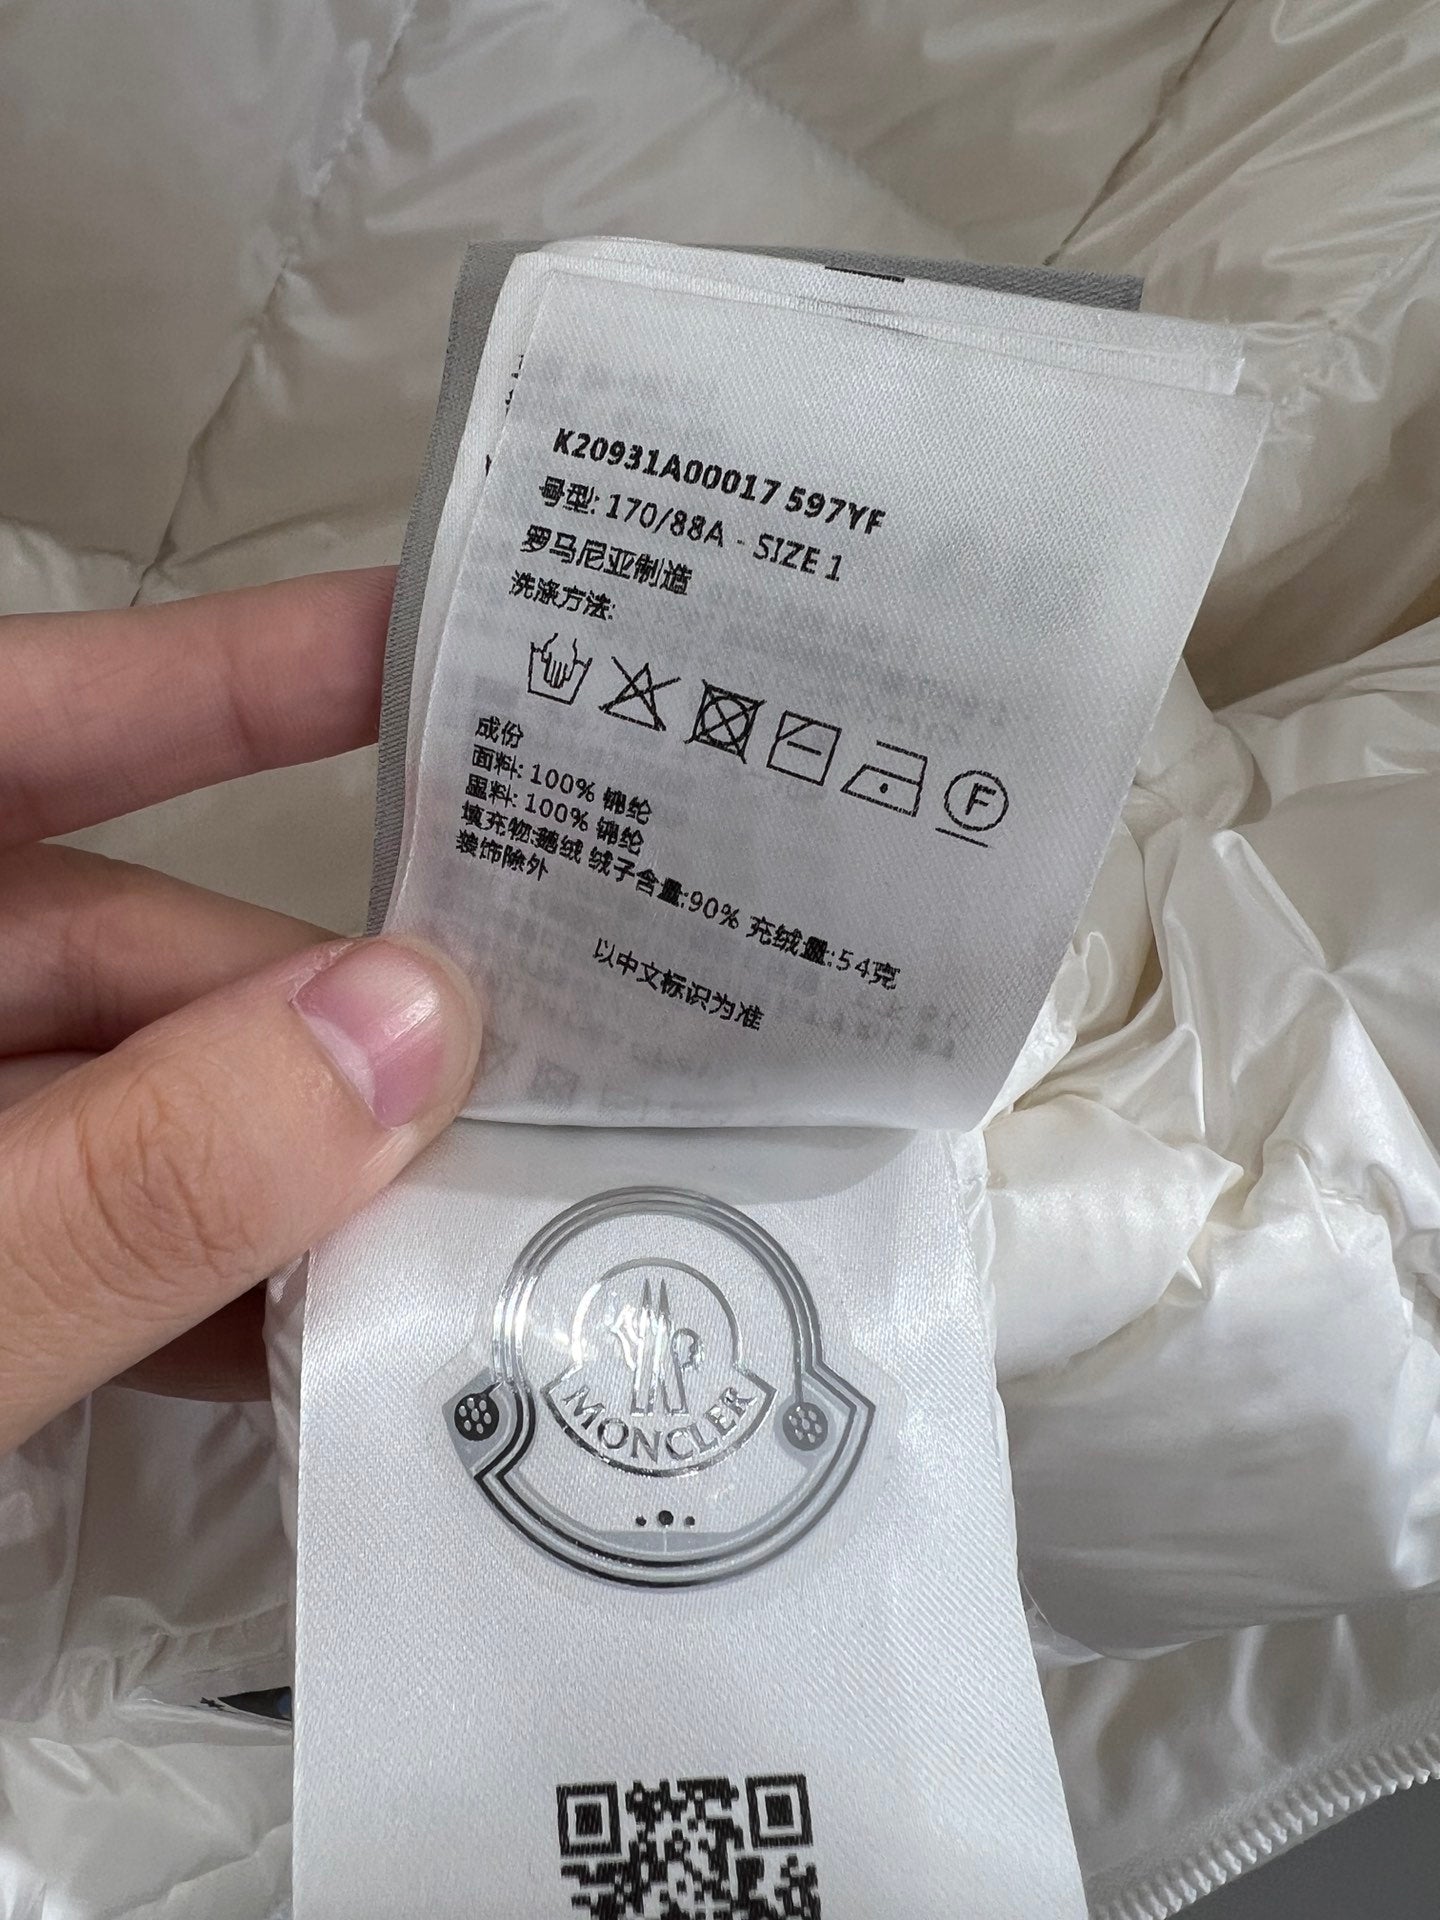 K20931A00017 597YF
号型: 170/88A - SIZE 1
罗马尼亚制造
洗涤方法:
F
成份
面料: 100% 锦纶
里料: 100% 锦纶
填充物:鹅绒 绒子含量:90% 充绒量:54克
装饰除外
以中文标识为准
MONCLER